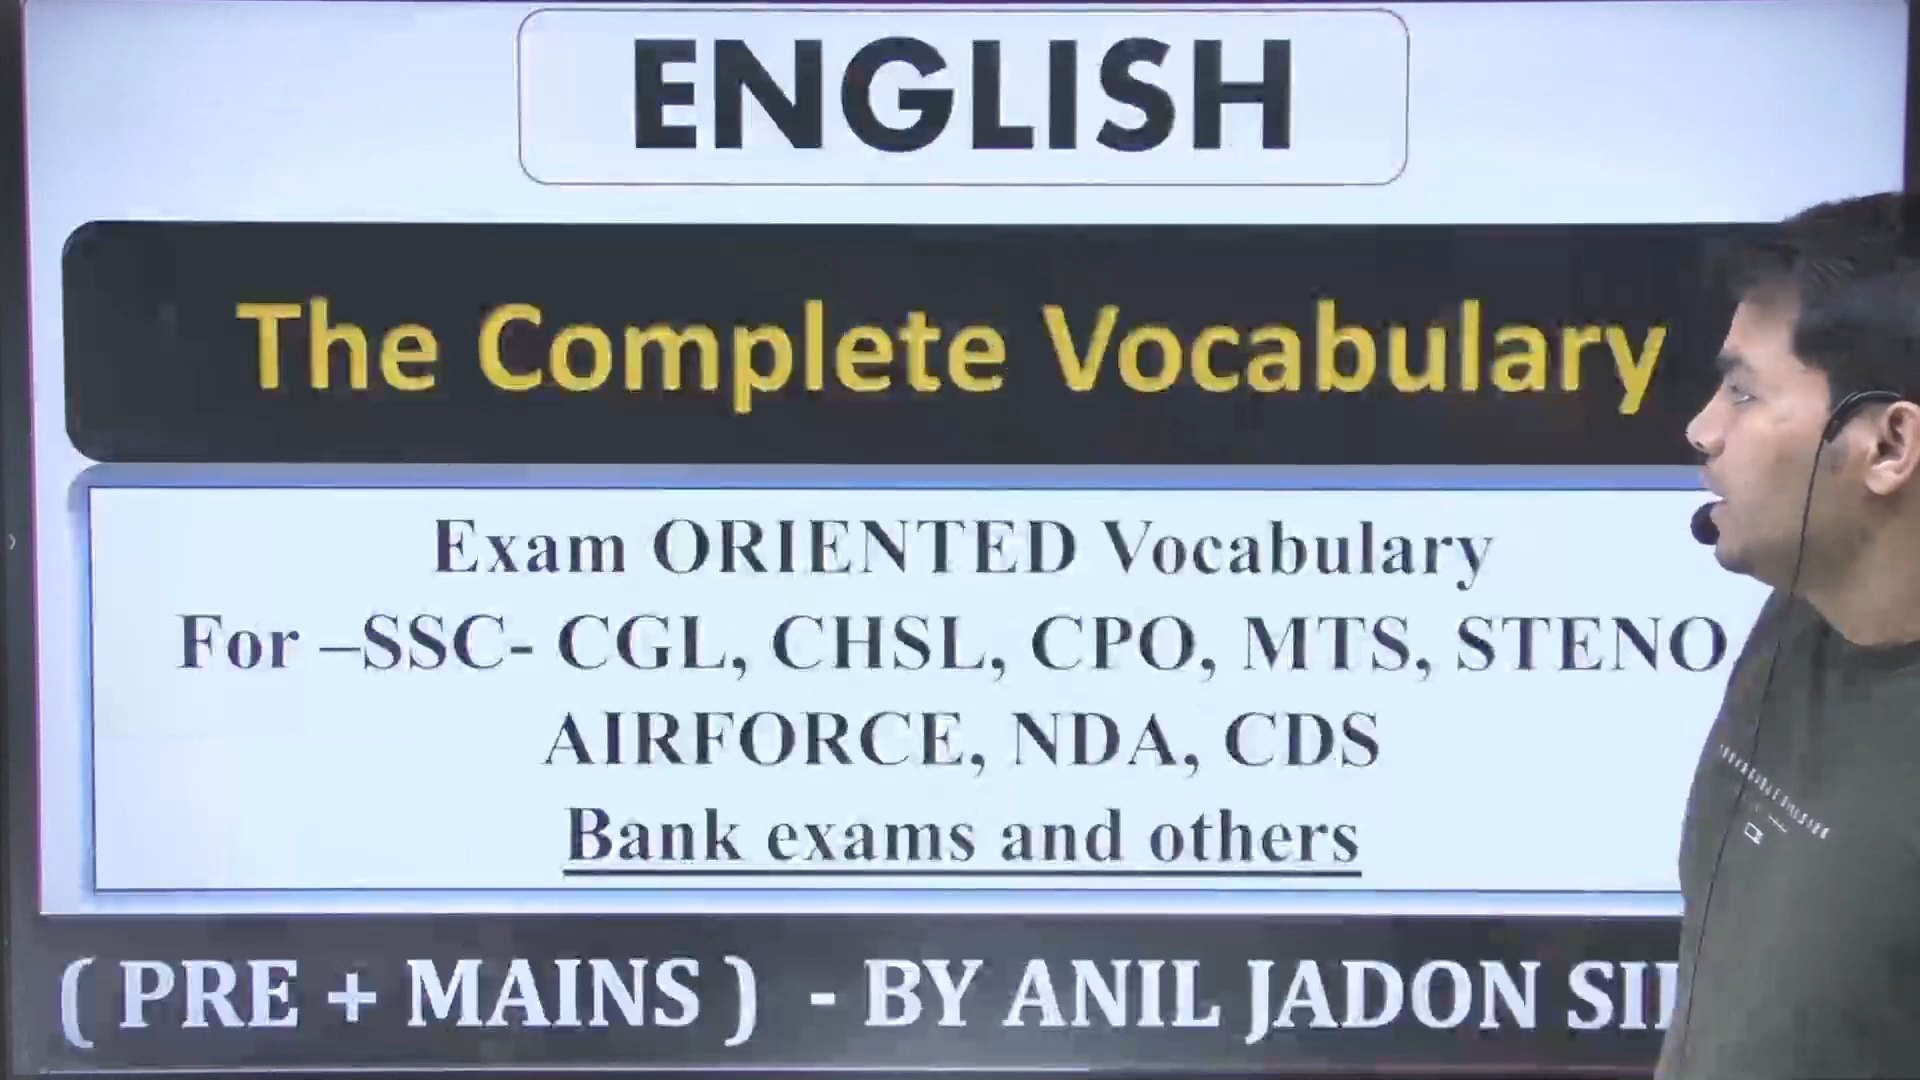 ENGLISH
The Complete Vocabulary
Exam ORIENTED Vocabulary
For –SSC- CGL, CHSL, CPO, MTS, STENO
AIRFORCE, NDA, CDS
Bank exams and others
( PRE + MAINS ) - BY ANIL JADON